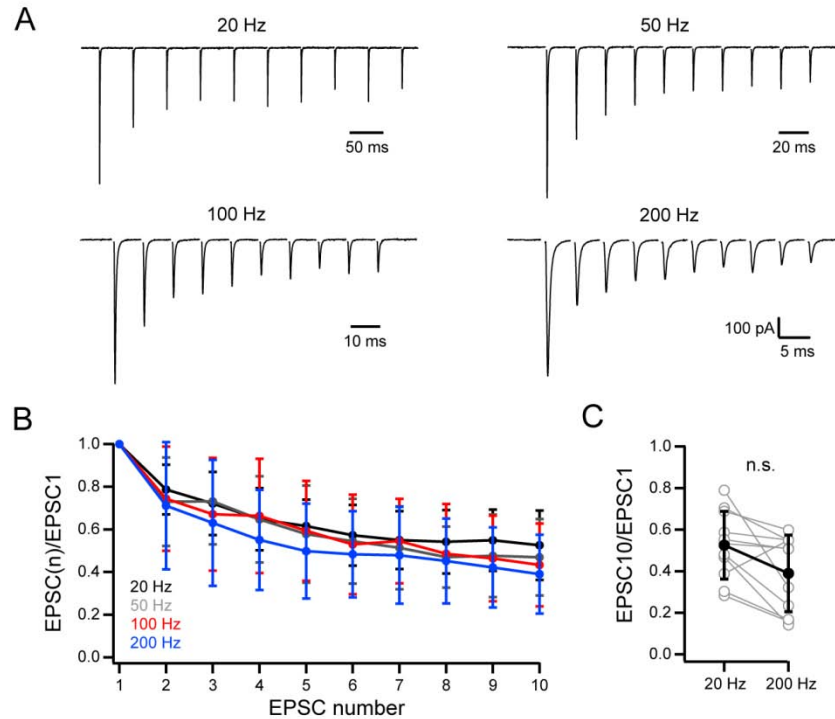 A
20 Hz
50 Hz
50 ms
20 ms
100 Hz
200 Hz
10 ms
100 pA
5 ms
B
EPSC(n)/EPSC1
1.0
0.8
0.6
0.4
0.2
0.0
20 Hz
50 Hz
100 Hz
200 Hz
1 2 3 4 5 6 7 8 9 10
EPSC number
C
EPSC10/EPSC1
n.s.
1.0
0.8
0.6
0.4
0.2
0.0
20 Hz 200 Hz